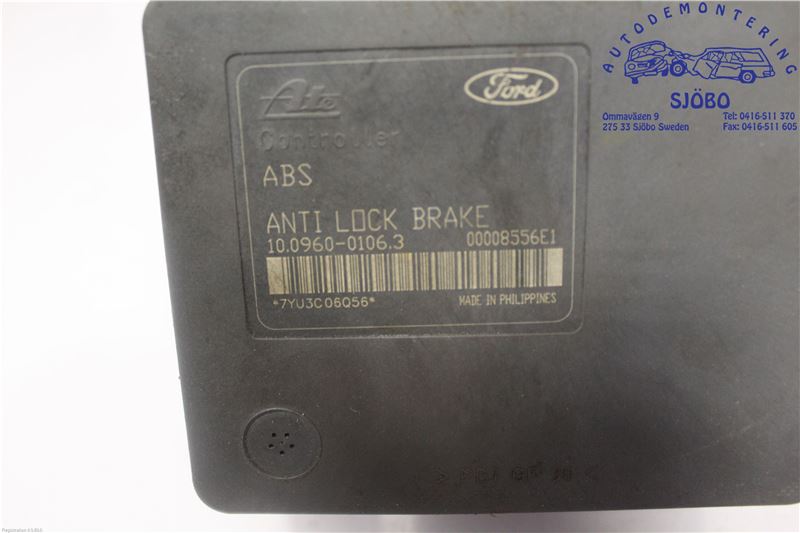 AUTODEMONTERING
SJÖBO
Ommavägen 9
275 33 Sjöbo Sweden
Tel: 0416-511 370
Fax: 0416-511 605
Ate
Ford
Controller
ABS
ANTI LOCK BRAKE
10.0960-0106.3 00008556E1
*7YU3C06Q56* MADE IN PHILIPPINES